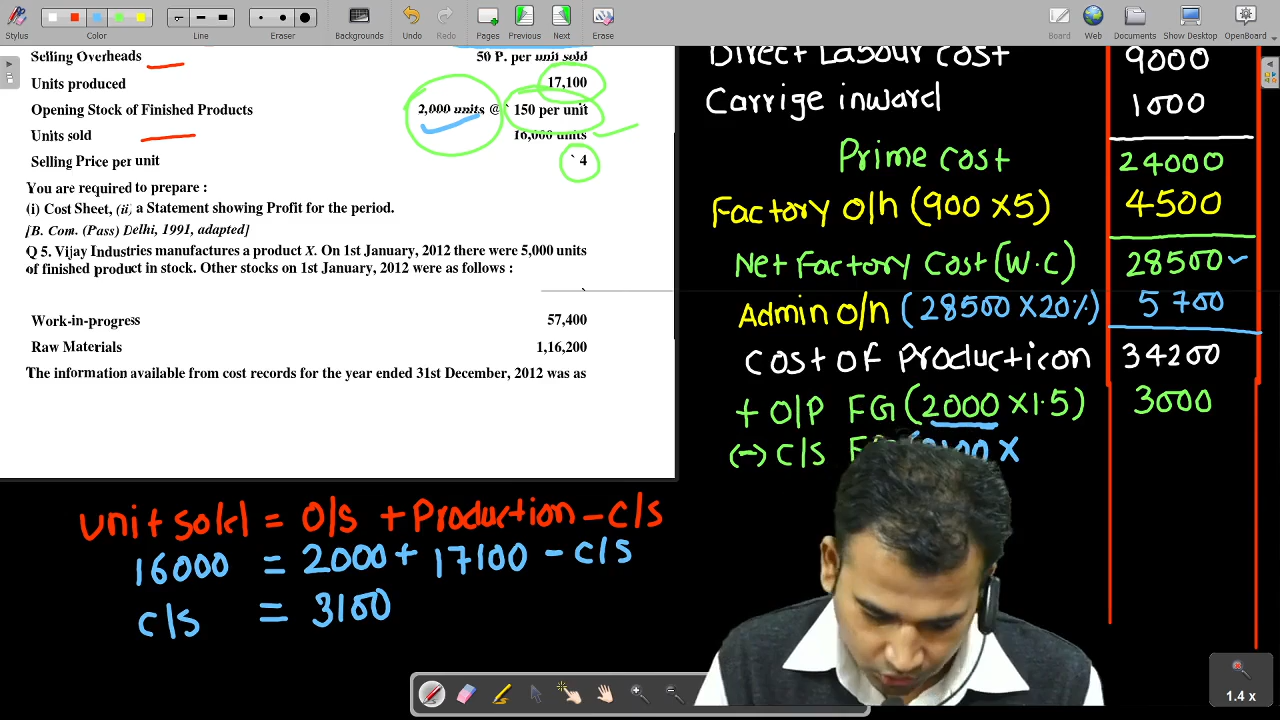 Stylus Color Line Eraser Backgrounds Undo Redo Pages Previous Next Erase Board Web Documents Show Desktop OpenBoard
Selling Overheads 50 P. per unit sold
Units produced 17,100
Opening Stock of Finished Products 2,000 units @ ` 150 per unit
Units sold 16,000 units
Selling Price per unit ` 4
You are required to prepare :
(i) Cost Sheet, (ii) a Statement showing Profit for the period.
[B. Com. (Pass) Delhi, 1991, adapted]
Q 5. Vijay Industries manufactures a product X. On 1st January, 2012 there were 5,000 units
of finished product in stock. Other stocks on 1st January, 2012 were as follows :
`
Work-in-progress 57,400
Raw Materials 1,16,200
The information available from cost records for the year ended 31st December, 2012 was as
Direct Labour cost 9000
Carrige inward 1000
Prime cost 24000
Factory o/h (900 X5) 4500
Net Factory Cost (W.C) 28500
Admin o/h (28500 X20%) 5700
Cost of Producticon 34200
+ O/P FG (2000 X1.5) 3000
(-) C/S X
unit sold = O/S + Production - C/S
16000 = 2000 + 17100 - C/S
C/S = 3100
1.4 x